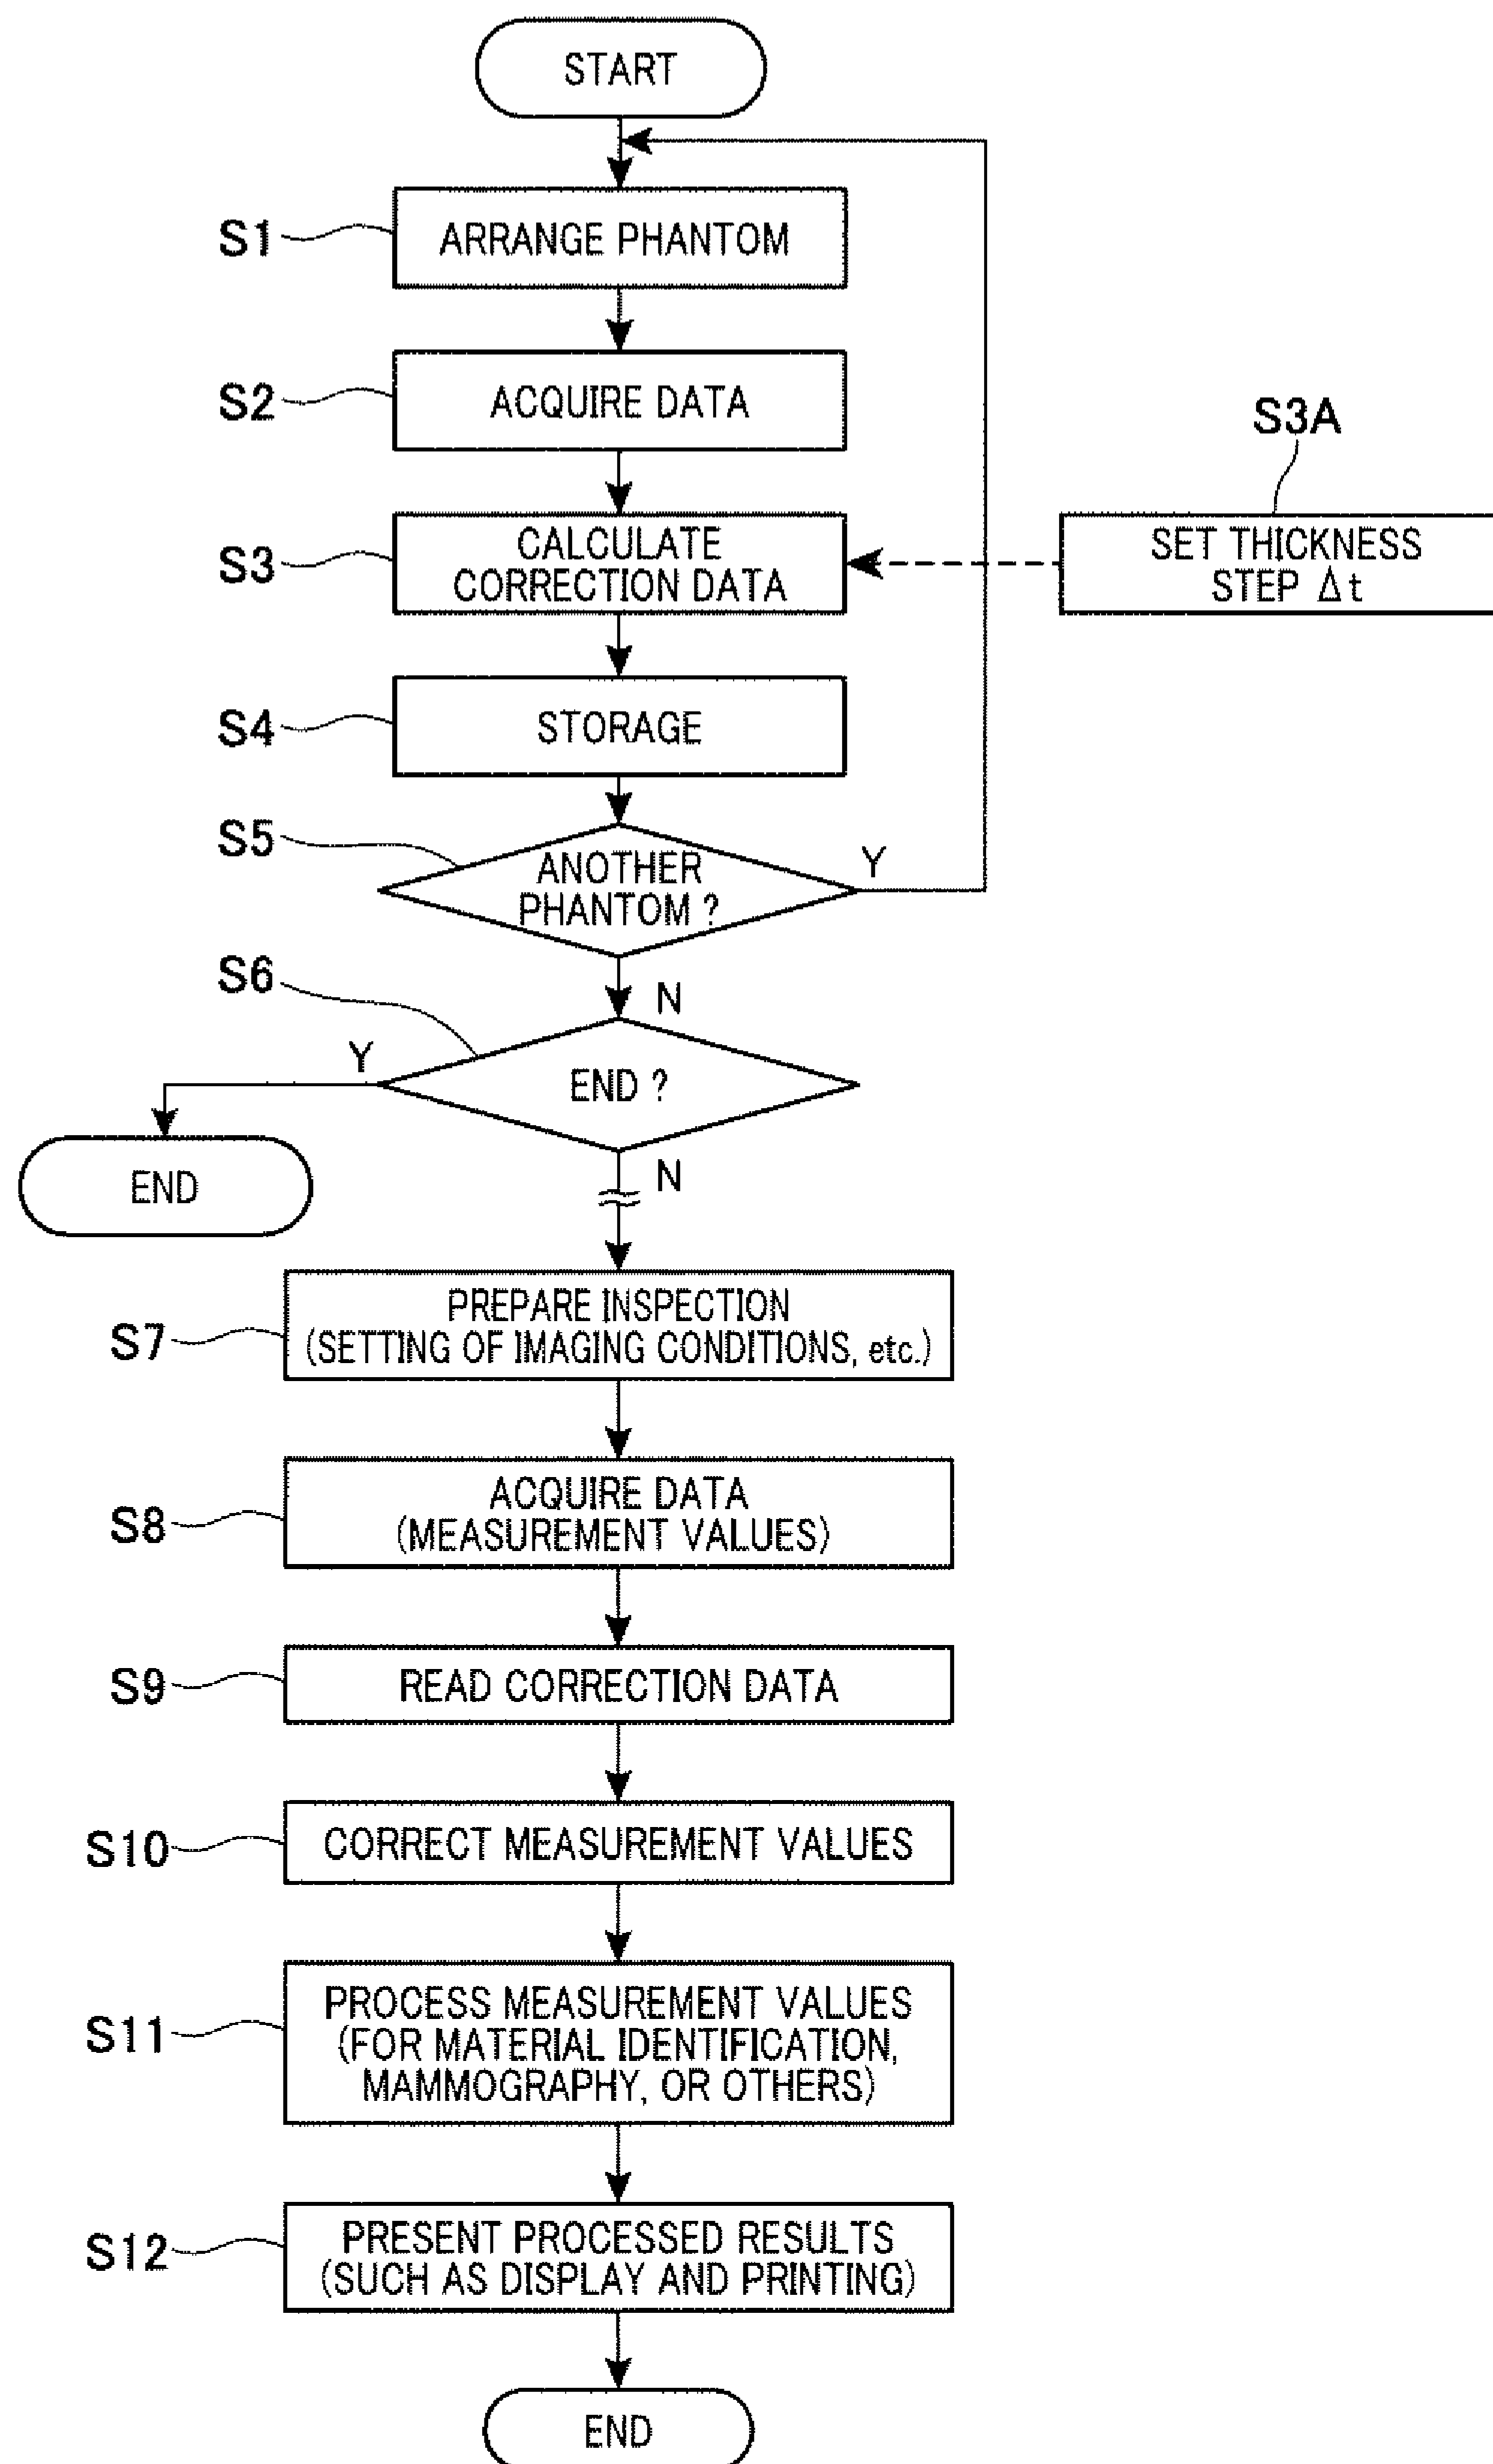 START
S1
ARRANGE PHANTOM
S2
ACQUIRE DATA
S3A
S3
CALCULATE
CORRECTION DATA
SET THICKNESS
STEP Δt
S4
STORAGE
S5
ANOTHER
PHANTOM ?
Y
S6
N
Y
END ?
END
N
S7
PREPARE INSPECTION
(SETTING OF IMAGING CONDITIONS, etc.)
S8
ACQUIRE DATA
(MEASUREMENT VALUES)
S9
READ CORRECTION DATA
S10
CORRECT MEASUREMENT VALUES
S11
PROCESS MEASUREMENT VALUES
(FOR MATERIAL IDENTIFICATION,
MAMMOGRAPHY, OR OTHERS)
S12
PRESENT PROCESSED RESULTS
(SUCH AS DISPLAY AND PRINTING)
END